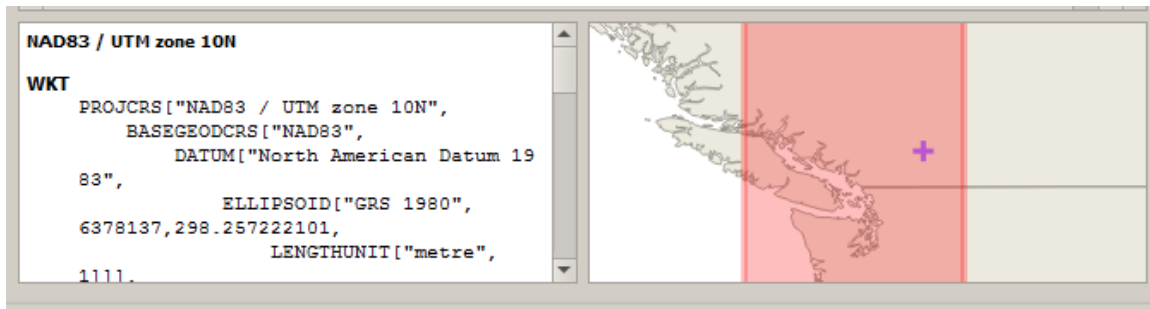 NAD83 / UTM zone 10N
WKT
PROJCRS["NAD83 / UTM zone 10N",
BASEGEODCRS["NAD83",
DATUM["North American Datum 19
83",
ELLIPSOID["GRS 1980",
6378137,298.257222101,
LENGTHUNIT["metre",
1]]],